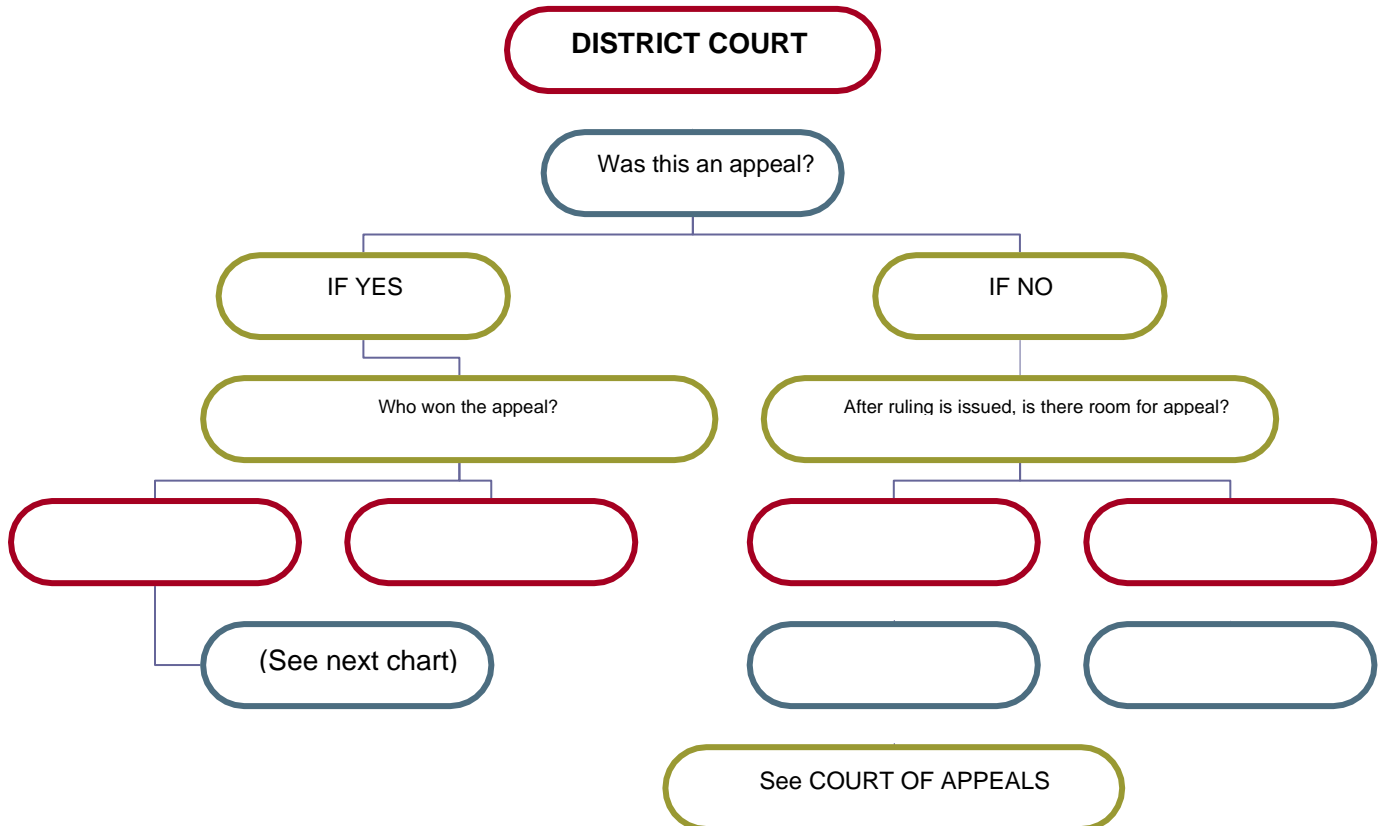 DISTRICT COURT
Was this an appeal?
IF YES
IF NO
Who won the appeal?
After ruling is issued, is there room for appeal?
(See next chart)
See COURT OF APPEALS